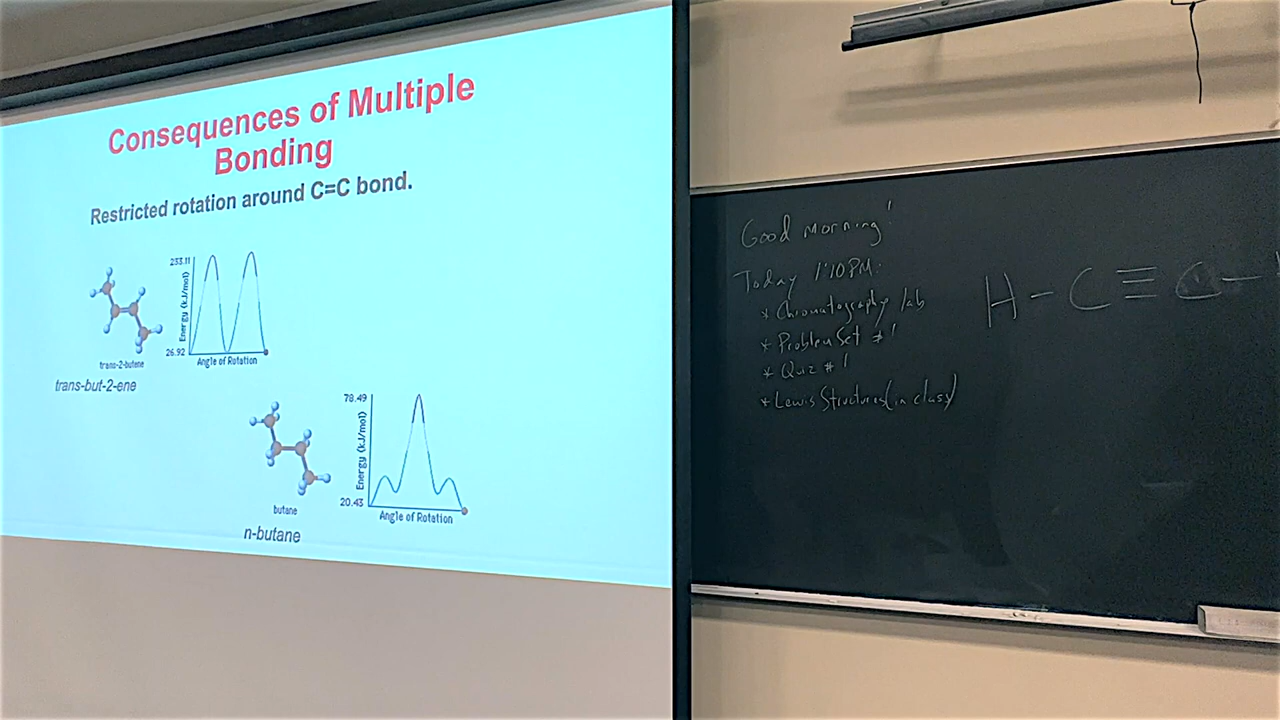 Consequences of Multiple
Bonding
Restricted rotation around C=C bond.
233.11
Energy (kJ/mol)
26.92
Angle of Rotation
trans-2-butene
trans-but-2-ene
78.49
Energy (kJ/mol)
20.43
Angle of Rotation
butane
n-butane
Good Morning!
Today 1:10PM:
* Chromatography lab
* Problem Set #1
* Quiz #1
* Lewis Structures (in class)
H-C≡C-